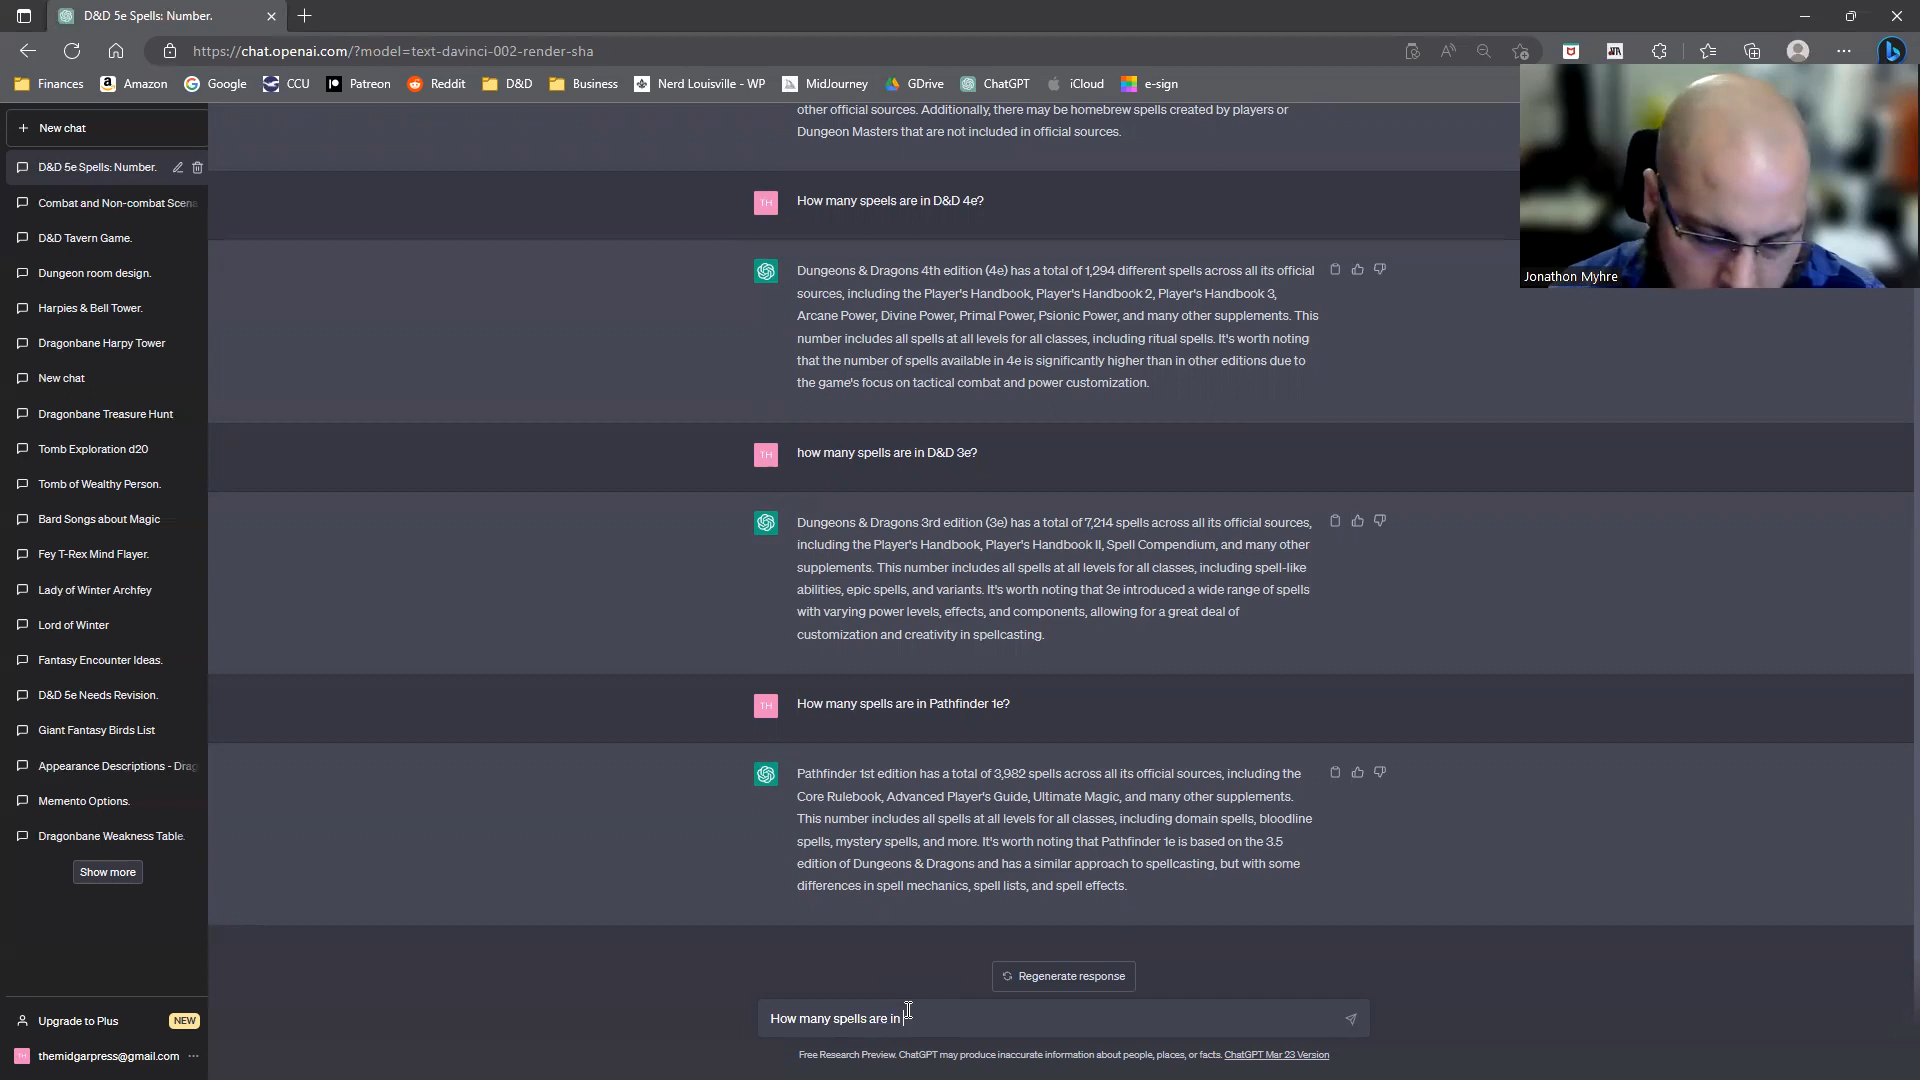 D&D 5e Spells: Number.
https://chat.openai.com/?model=text-davinci-002-render-sha
Finances Amazon Google CCU Patreon Reddit D&D Business Nerd Louisville - WP MidJourney GDrive ChatGPT iCloud e-sign
New chat
D&D 5e Spells: Number.
Combat and Non-combat Scena
D&D Tavern Game.
Dungeon room design.
Harpies & Bell Tower.
Dragonbane Harpy Tower
New chat
Dragonbane Treasure Hunt
Tomb Exploration d20
Tomb of Wealthy Person.
Bard Songs about Magic
Fey T-Rex Mind Flayer.
Lady of Winter Archfey
Lord of Winter
Fantasy Encounter Ideas.
D&D 5e Needs Revision.
Giant Fantasy Birds List
Appearance Descriptions - Drag
Memento Options.
Dragonbane Weakness Table.
Show more
Upgrade to Plus NEW
TH themidgarpress@gmail.com
other official sources. Additionally, there may be homebrew spells created by players or
Dungeon Masters that are not included in official sources.
TH How many speels are in D&D 4e?
Dungeons & Dragons 4th edition (4e) has a total of 1,294 different spells across all its official
sources, including the Player's Handbook, Player's Handbook 2, Player's Handbook 3,
Arcane Power, Divine Power, Primal Power, Psionic Power, and many other supplements. This
number includes all spells at all levels for all classes, including ritual spells. It's worth noting
that the number of spells available in 4e is significantly higher than in other editions due to
the game's focus on tactical combat and power customization.
TH how many spells are in D&D 3e?
Dungeons & Dragons 3rd edition (3e) has a total of 7,214 spells across all its official sources,
including the Player's Handbook, Player's Handbook II, Spell Compendium, and many other
supplements. This number includes all spells at all levels for all classes, including spell-like
abilities, epic spells, and variants. It's worth noting that 3e introduced a wide range of spells
with varying power levels, effects, and components, allowing for a great deal of
customization and creativity in spellcasting.
TH How many spells are in Pathfinder 1e?
Pathfinder 1st edition has a total of 3,982 spells across all its official sources, including the
Core Rulebook, Advanced Player's Guide, Ultimate Magic, and many other supplements.
This number includes all spells at all levels for all classes, including domain spells, bloodline
spells, mystery spells, and more. It's worth noting that Pathfinder 1e is based on the 3.5
edition of Dungeons & Dragons and has a similar approach to spellcasting, but with some
differences in spell mechanics, spell lists, and spell effects.
Regenerate response
How many spells are in
Free Research Preview. ChatGPT may produce inaccurate information about people, places, or facts. ChatGPT Mar 23 Version
Jonathon Myhre